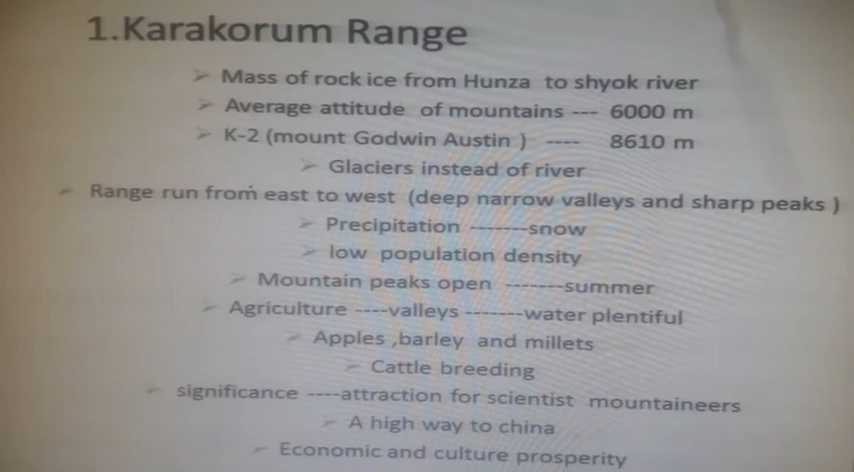 1.Karakorum Range
➢ Mass of rock ice from Hunza to shyok river
➢ Average attitude of mountains --- 6000 m
➢ K-2 (mount Godwin Austin ) ---- 8610 m
➢ Glaciers instead of river
➢ Range run from east to west (deep narrow valleys and sharp peaks )
➢ Precipitation -------snow
➢ low population density
➢ Mountain peaks open -------summer
➢ Agriculture ----valleys -------water plentiful
➢ Apples ,barley and millets
➢ Cattle breeding
➢ significance ----attraction for scientist mountaineers
➢ A high way to china
➢ Economic and culture prosperity